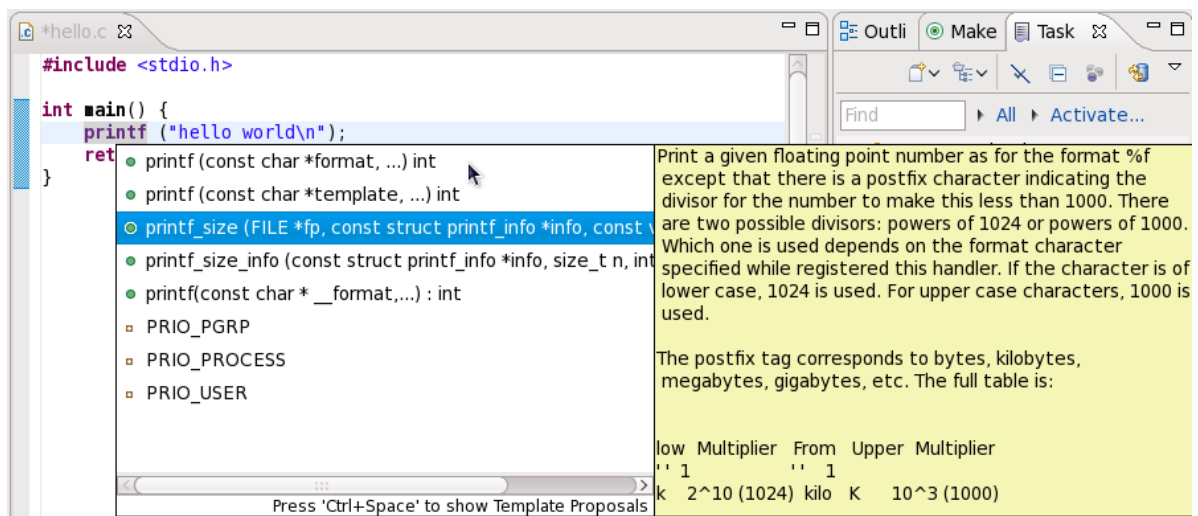 *hello.c
Outli Make Task
#include <stdio.h>
int main() {
printf ("hello world\n");
ret
}
Find All Activate...
printf (const char *format, ...) int
printf (const char *template, ...) int
printf_size (FILE *fp, const struct printf_info *info, const v
printf_size_info (const struct printf_info *info, size_t n, int
printf(const char * __format,...) : int
PRIO_PGRP
PRIO_PROCESS
PRIO_USER
Press 'Ctrl+Space' to show Template Proposals
Print a given floating point number as for the format %f
except that there is a postfix character indicating the
divisor for the number to make this less than 1000. There
are two possible divisors: powers of 1024 or powers of 1000.
Which one is used depends on the format character
specified while registered this handler. If the character is of
lower case, 1024 is used. For upper case characters, 1000 is
used.
The postfix tag corresponds to bytes, kilobytes,
megabytes, gigabytes, etc. The full table is:
low Multiplier From Upper Multiplier
' ' 1 ' ' 1
k 2^10 (1024) kilo K 10^3 (1000)